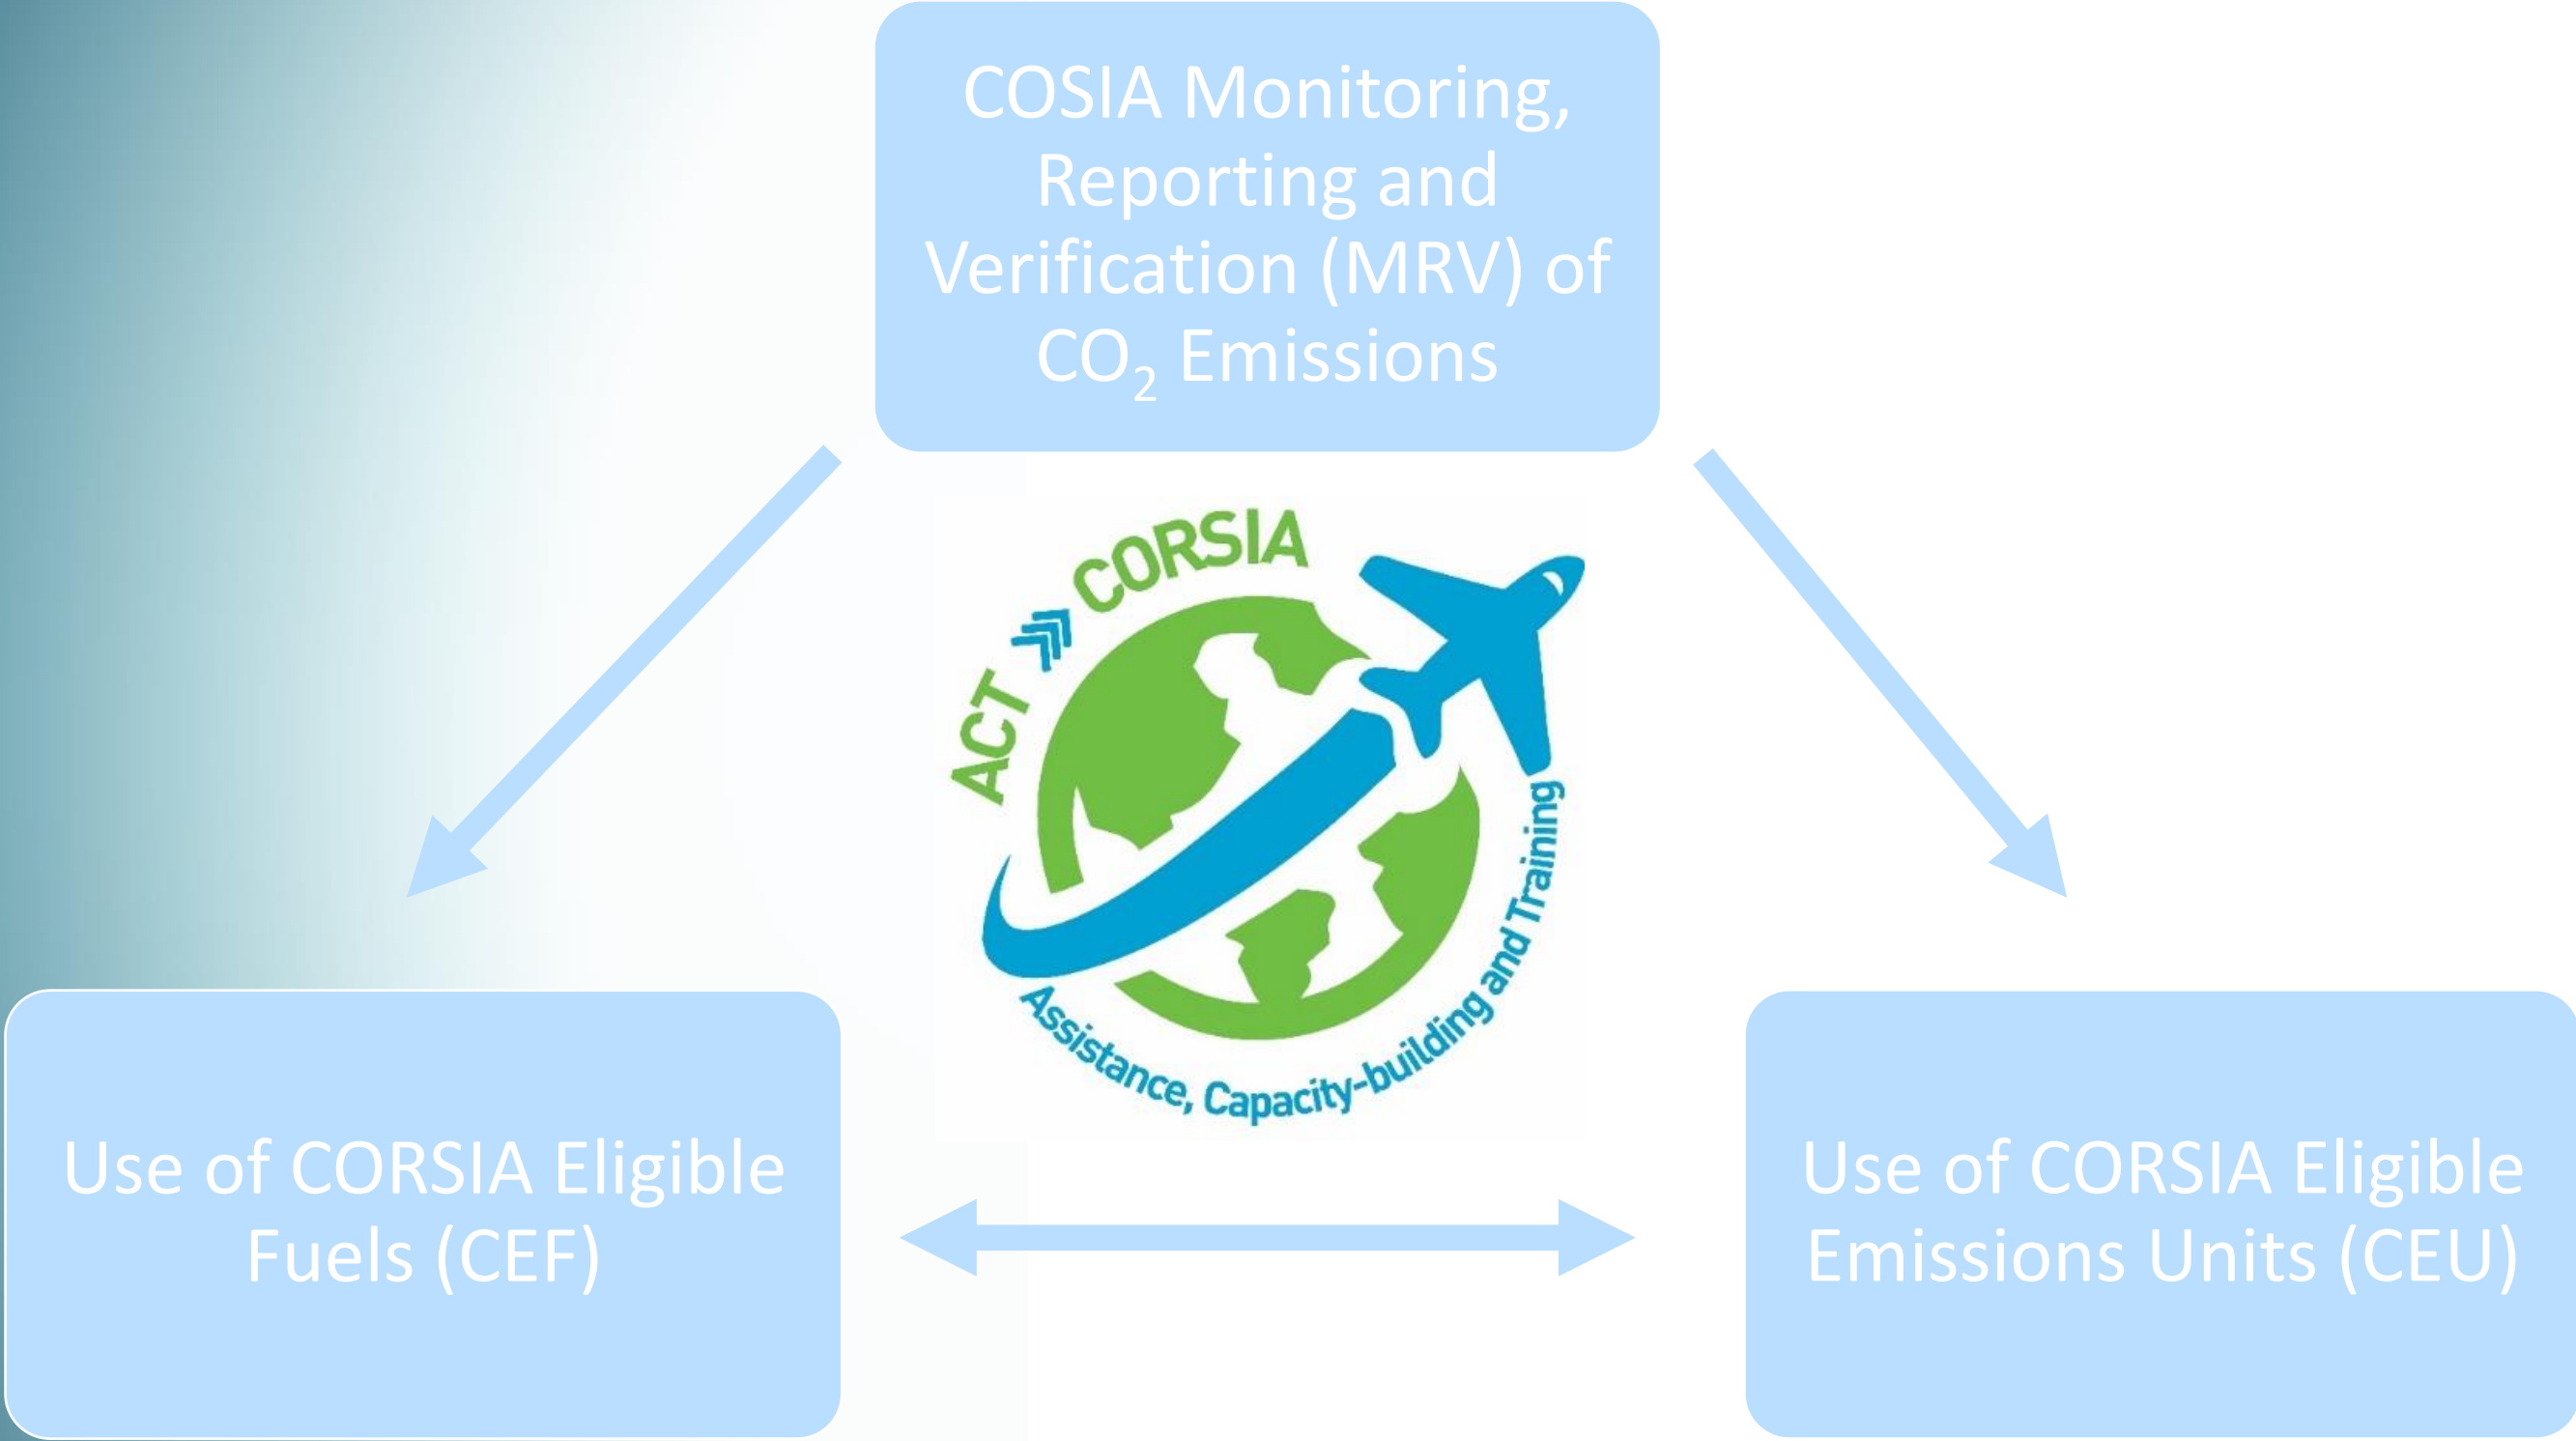 COSIA Monitoring,
Reporting and
Verification (MRV) of
CO₂ Emissions
ACT CORSIA
Assistance, Capacity-building and Training
Use of CORSIA Eligible
Fuels (CEF)
Use of CORSIA Eligible
Emissions Units (CEU)